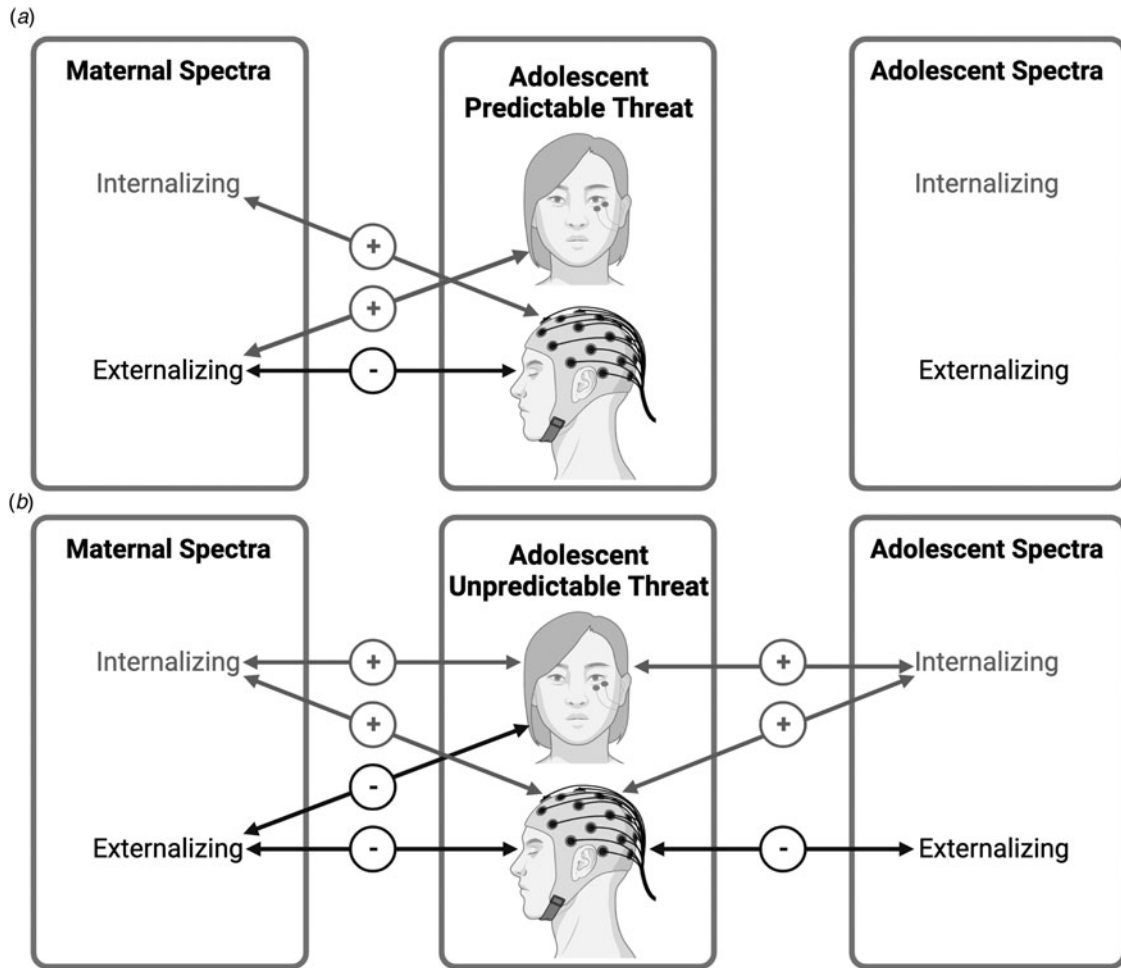 (a)
Maternal Spectra
Adolescent
Predictable Threat
Adolescent Spectra
Internalizing
Internalizing
+
+
Externalizing
-
Externalizing
(b)
Maternal Spectra
Adolescent
Unpredictable Threat
Adolescent Spectra
Internalizing
+
+
Internalizing
+
+
-
Externalizing
-
-
Externalizing